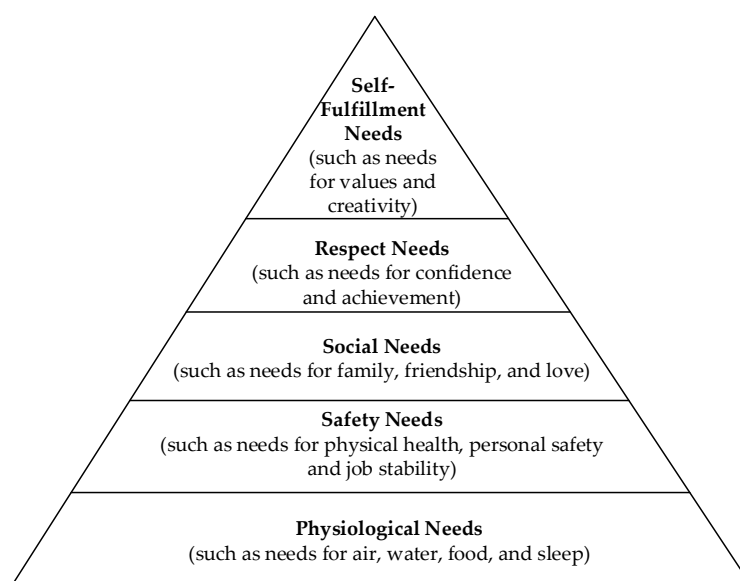 Self-
Fulfillment
Needs
(such as needs
for values and
creativity)
Respect Needs
(such as needs for confidence
and achievement)
Social Needs
(such as needs for family, friendship, and love)
Safety Needs
(such as needs for physical health, personal safety
and job stability)
Physiological Needs
(such as needs for air, water, food, and sleep)